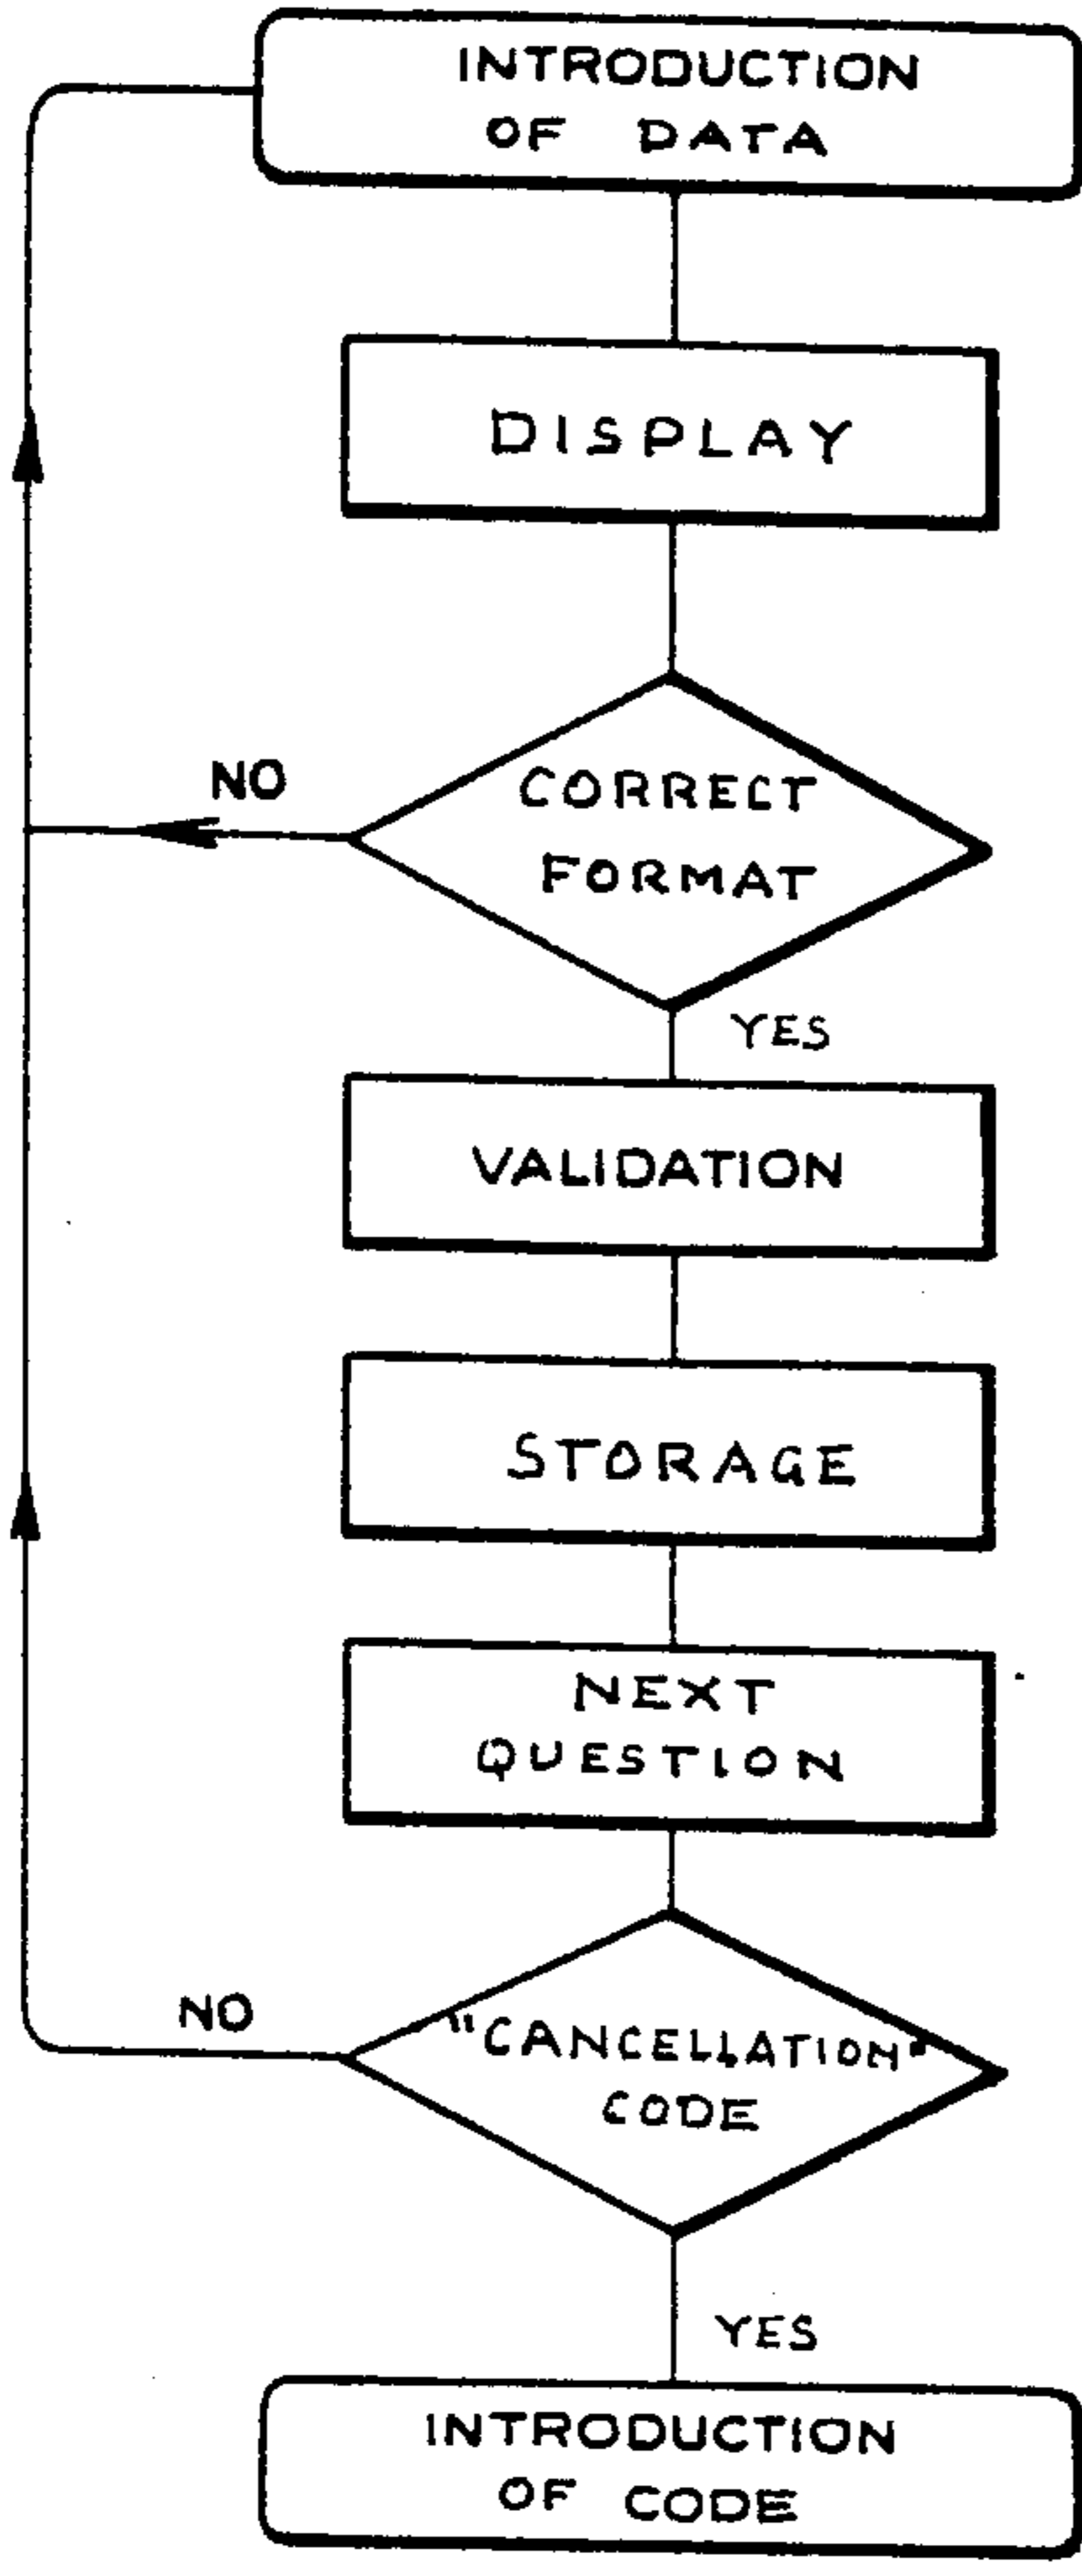 INTRODUCTION
OF DATA
DISPLAY
NO
CORRECT
FORMAT
YES
VALIDATION
STORAGE
NEXT
QUESTION
NO
"CANCELLATION"
CODE
YES
INTRODUCTION
OF CODE